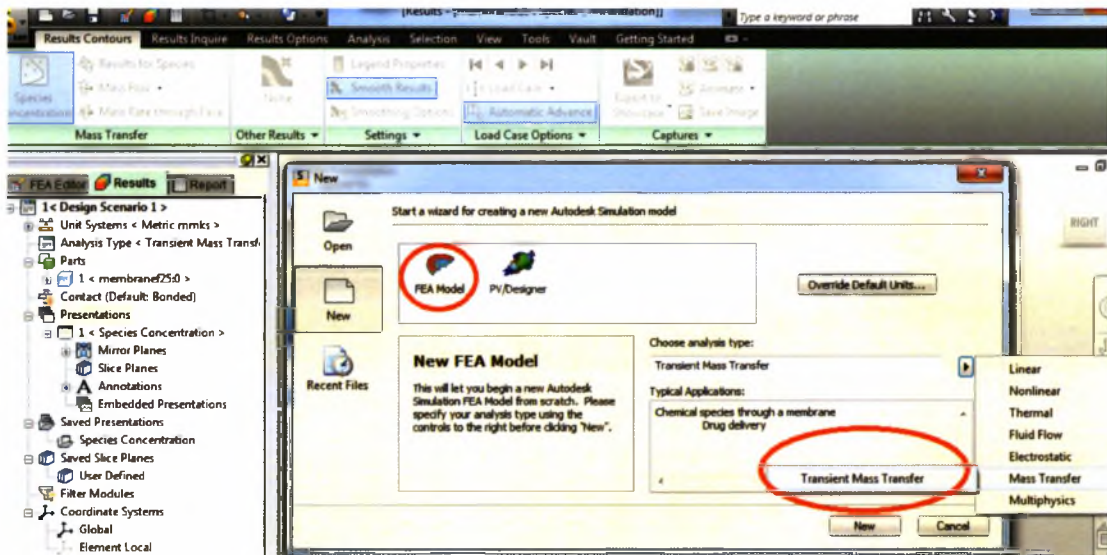 Type a keyword or phrase
Results Contours Results Inquire Results Options Analysis Selection View Tools Vault Getting Started
Results for Species
Legend Properties
Species
Mass Flow
None
Smooth Results
Load Case
Animate
Mass Rate through Face
Smoothing Options
Automatic Advance
Save Image
Mass Transfer Other Results Settings Load Case Options Captures
FEA Editor Results Report
1< Design Scenario 1 >
Unit Systems < Metric mmks >
Analysis Type < Transient Mass Transf
Parts
1 < membranef25:0 >
Contact (Default: Bonded)
Presentations
1 < Species Concentration >
Mirror Planes
Slice Planes
A Annotations
Embedded Presentations
Saved Presentations
Species Concentration
Saved Slice Planes
User Defined
Filter Modules
Coordinate Systems
Global
Element Local
New
Open
New
Recent Files
Start a wizard for creating a new Autodesk Simulation model
FEA Model PV/Designer
Override Default Units...
New FEA Model
This will let you begin a new Autodesk
Simulation FEA Model from scratch. Please
specify your analysis type using the
controls to the right before clicking "New".
Choose analysis type:
Transient Mass Transfer
Typical Applications:
Chemical species through a membrane
Drug delivery
Transient Mass Transfer
Linear
Nonlinear
Thermal
Fluid Flow
Electrostatic
Mass Transfer
Multiphysics
New Cancel
RIGHT